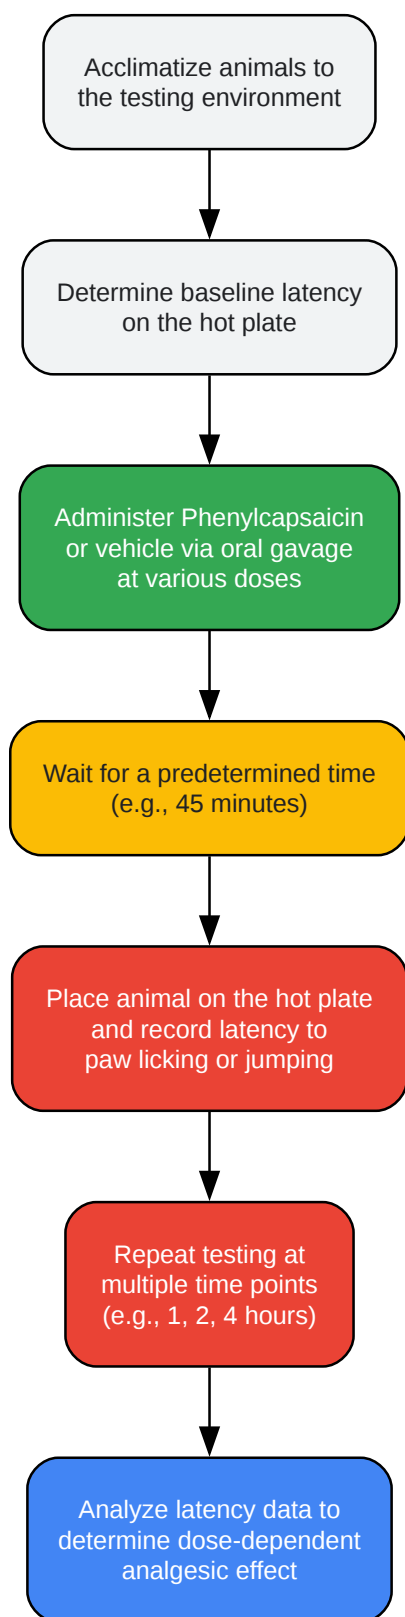 Acclimatize animals to
the testing environment
Determine baseline latency
on the hot plate
Administer Phenylcapsaicin
or vehicle via oral gavage
at various doses
Wait for a predetermined time
(e.g., 45 minutes)
Place animal on the hot plate
and record latency to
paw licking or jumping
Repeat testing at
multiple time points
(e.g., 1, 2, 4 hours)
Analyze latency data to
determine dose-dependent
analgesic effect